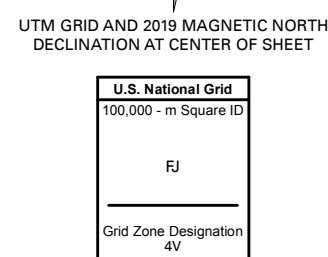 UTM GRID AND 2019 MAGNETIC NORTH
DECLINATION AT CENTER OF SHEET
U.S. National Grid
100,000 - m Square ID
FJ
Grid Zone Designation
4V